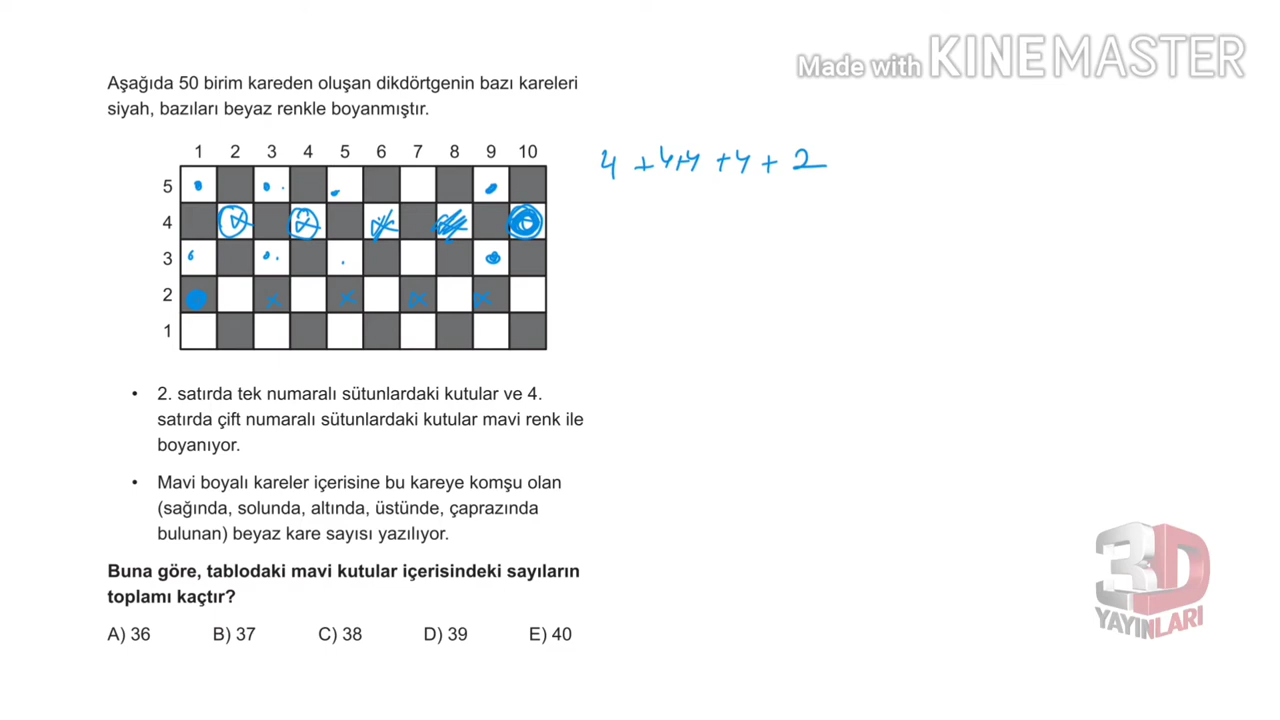 Made with KINEMASTER
Aşağıda 50 birim kareden oluşan dikdörtgenin bazı kareleri
siyah, bazıları beyaz renkle boyanmıştır.
1 2 3 4 5 6 7 8 9 10
4 +4+4 +4+ 2
5
4
3
2
1
• 2. satırda tek numaralı sütunlardaki kutular ve 4.
satırda çift numaralı sütunlardaki kutular mavi renk ile
boyanıyor.
• Mavi boyalı kareler içerisine bu kareye komşu olan
(sağında, solunda, altında, üstünde, çaprazında
bulunan) beyaz kare sayısı yazılıyor.
Buna göre, tablodaki mavi kutular içerisindeki sayıların
toplamı kaçtır?
A) 36 B) 37 C) 38 D) 39 E) 40
3D
YAYINLARI